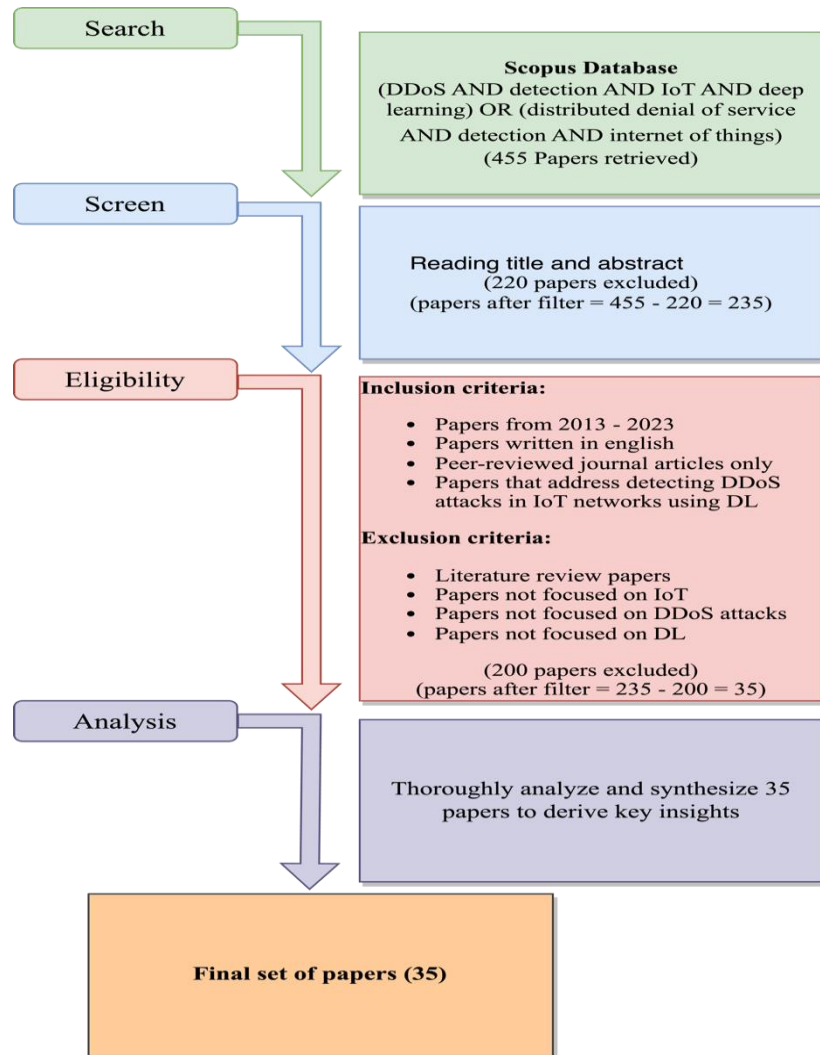 Search
Scopus Database
(DDoS AND detection AND IoT AND deep
learning) OR (distributed denial of service
AND detection AND internet of things)
(455 Papers retrieved)
Screen
Reading title and abstract
(220 papers excluded)
(papers after filter = 455 - 220 = 235)
Eligibility
Inclusion criteria:
• Papers from 2013 - 2023
• Papers written in english
• Peer-reviewed journal articles only
• Papers that address detecting DDoS
attacks in IoT networks using DL
Exclusion criteria:
• Literature review papers
• Papers not focused on IoT
• Papers not focused on DDoS attacks
• Papers not focused on DL
(200 papers excluded)
(papers after filter = 235 - 200 = 35)
Analysis
Thoroughly analyze and synthesize 35
papers to derive key insights
Final set of papers (35)